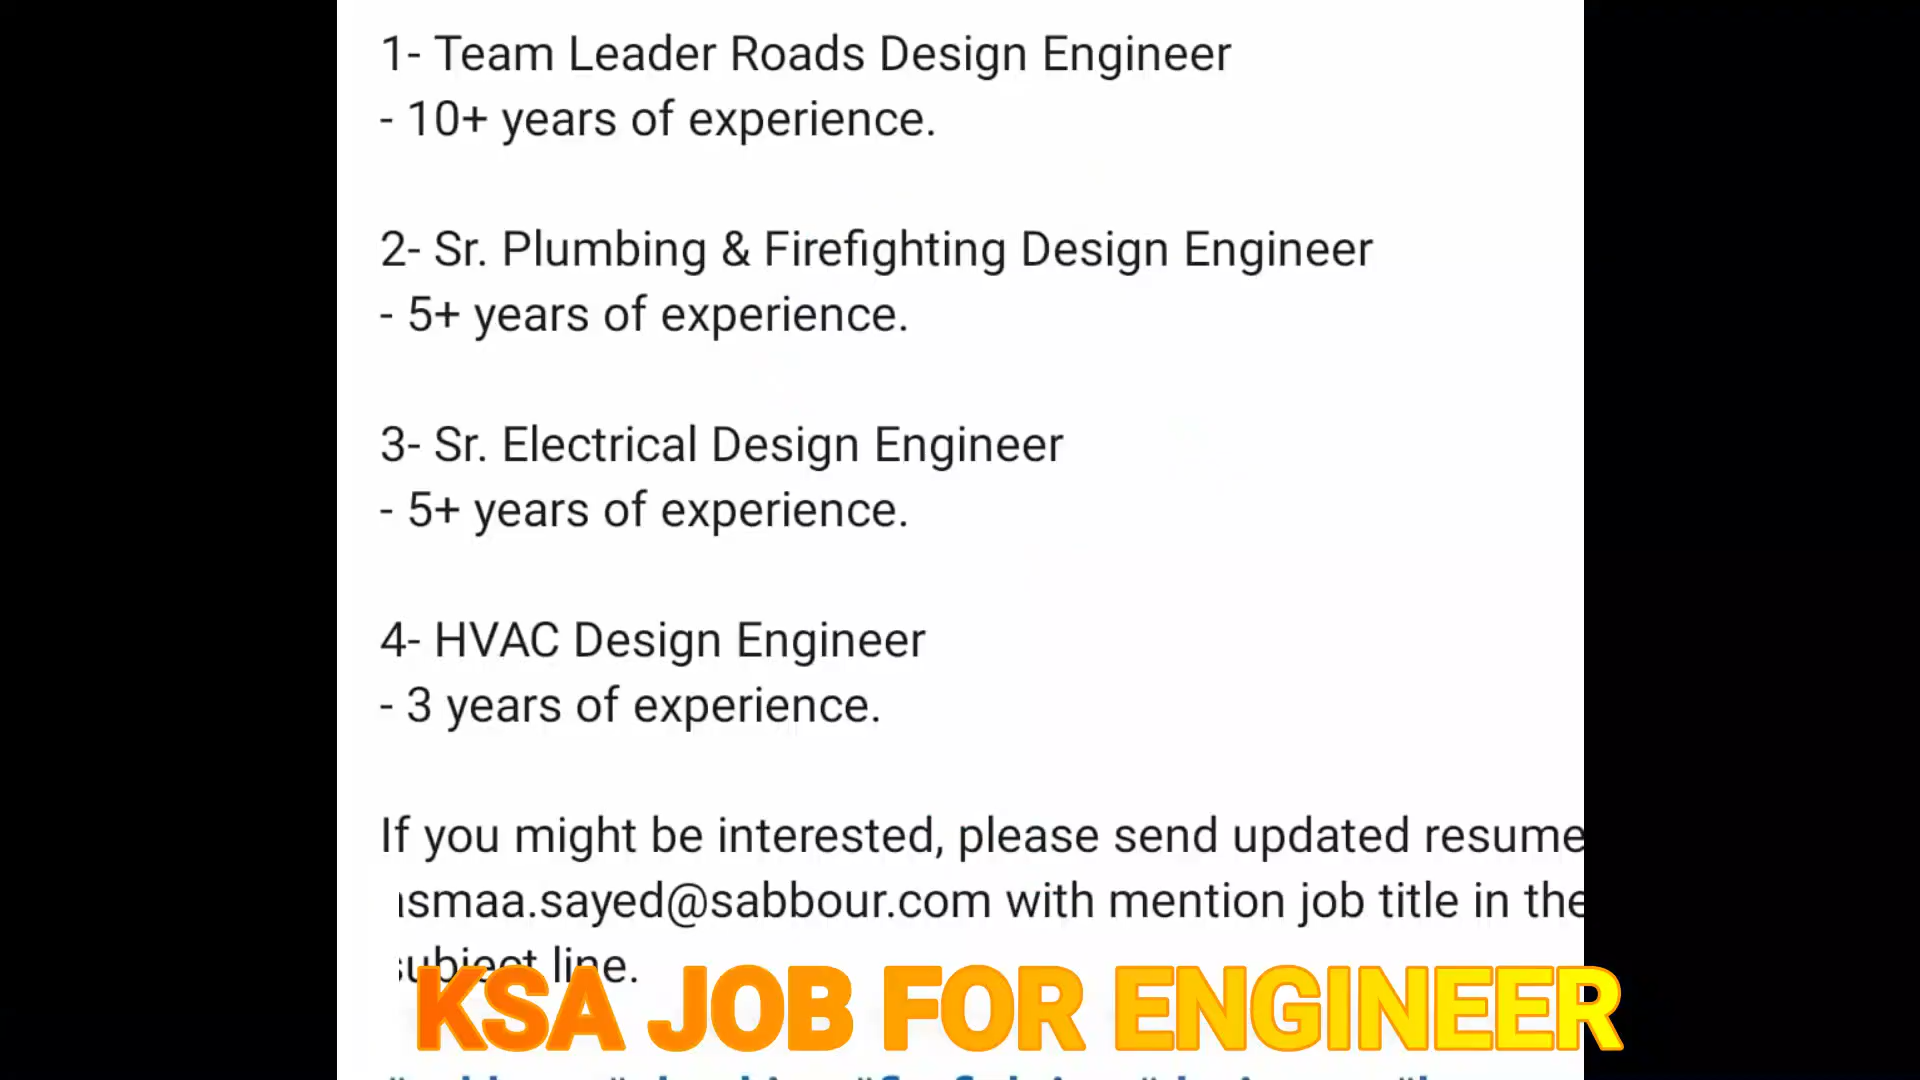 1- Team Leader Roads Design Engineer
- 10+ years of experience.
2- Sr. Plumbing & Firefighting Design Engineer
- 5+ years of experience.
3- Sr. Electrical Design Engineer
- 5+ years of experience.
4- HVAC Design Engineer
- 3 years of experience.
If you might be interested, please send updated resume
asmaa.sayed@sabbour.com with mention job title in the
subject line.
KSA JOB FOR ENGINEER